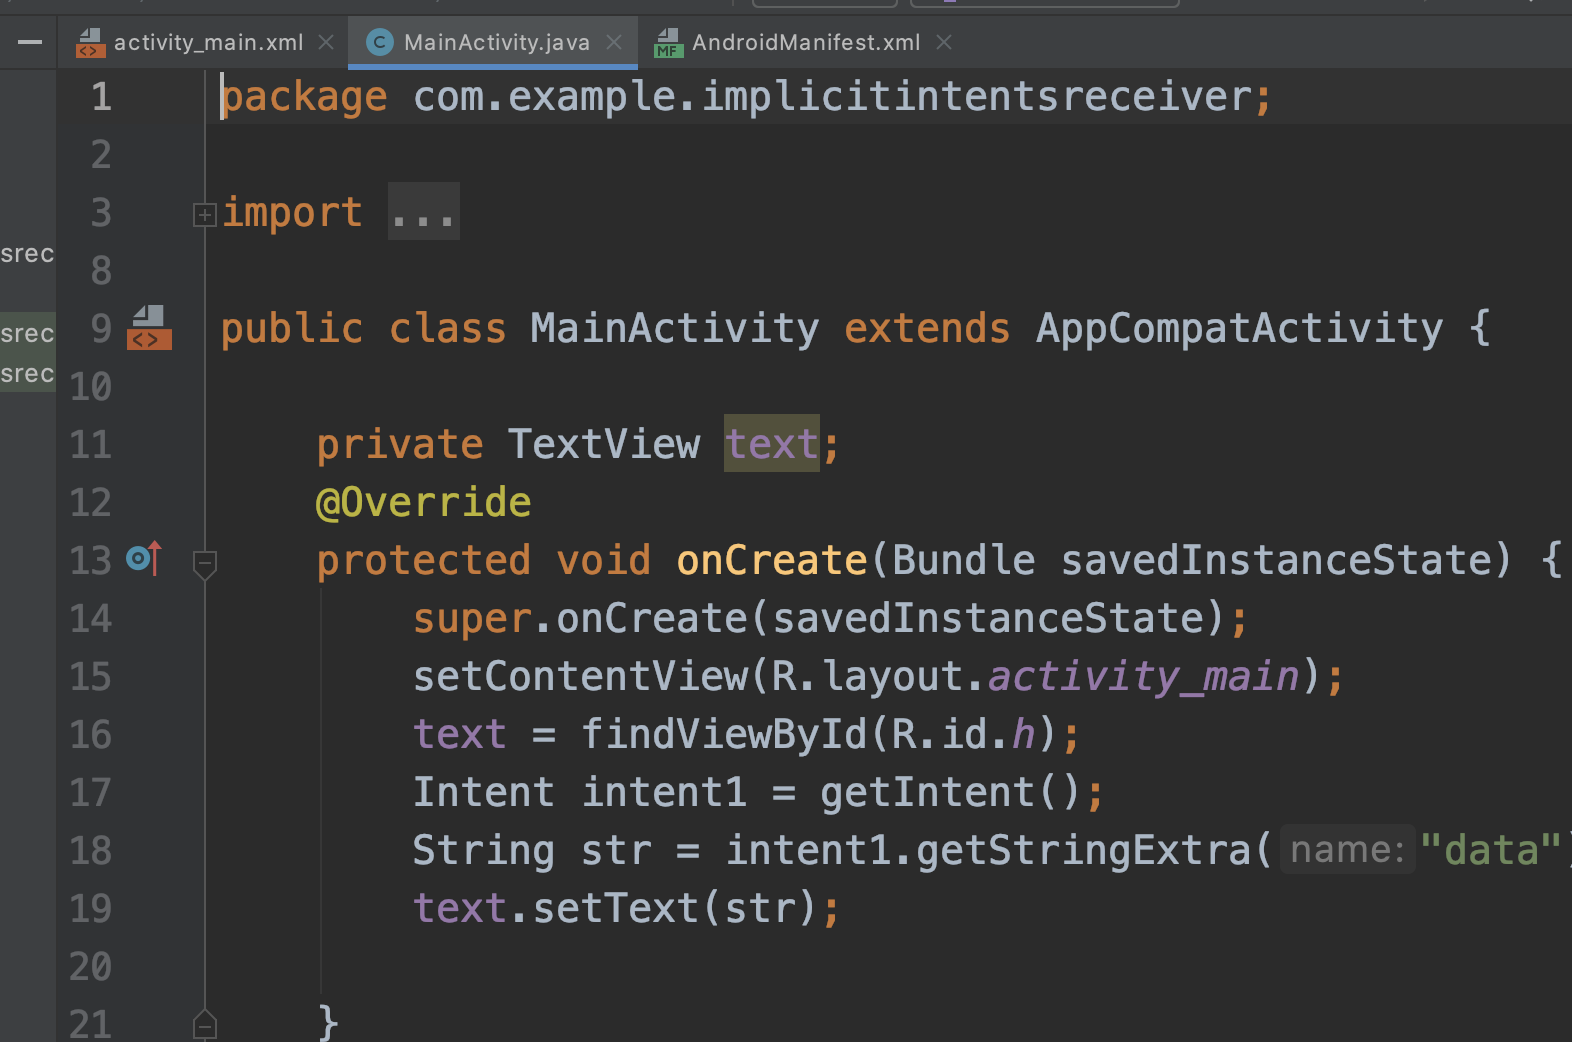 activity_main.xml MainActivity.java AndroidManifest.xml
1 package com.example.implicitintentsreceiver;
2
3 import ...
srec
8
9 public class MainActivity extends AppCompatActivity {
srec
srec
10
11 private TextView text;
12 @Override
13 protected void onCreate(Bundle savedInstanceState) {
14 super.onCreate(savedInstanceState);
15 setContentView(R.layout.activity_main);
16 text = findViewById(R.id.h);
17 Intent intent1 = getIntent();
18 String str = intent1.getStringExtra( name: "data")
19 text.setText(str);
20
21 }